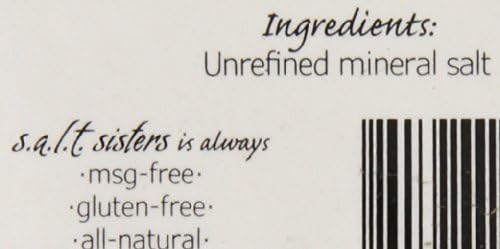 Ingredients:
Unrefined mineral salt
s.a.l.t. sisters is always
·msg-free·
·gluten-free·
·all-natural·